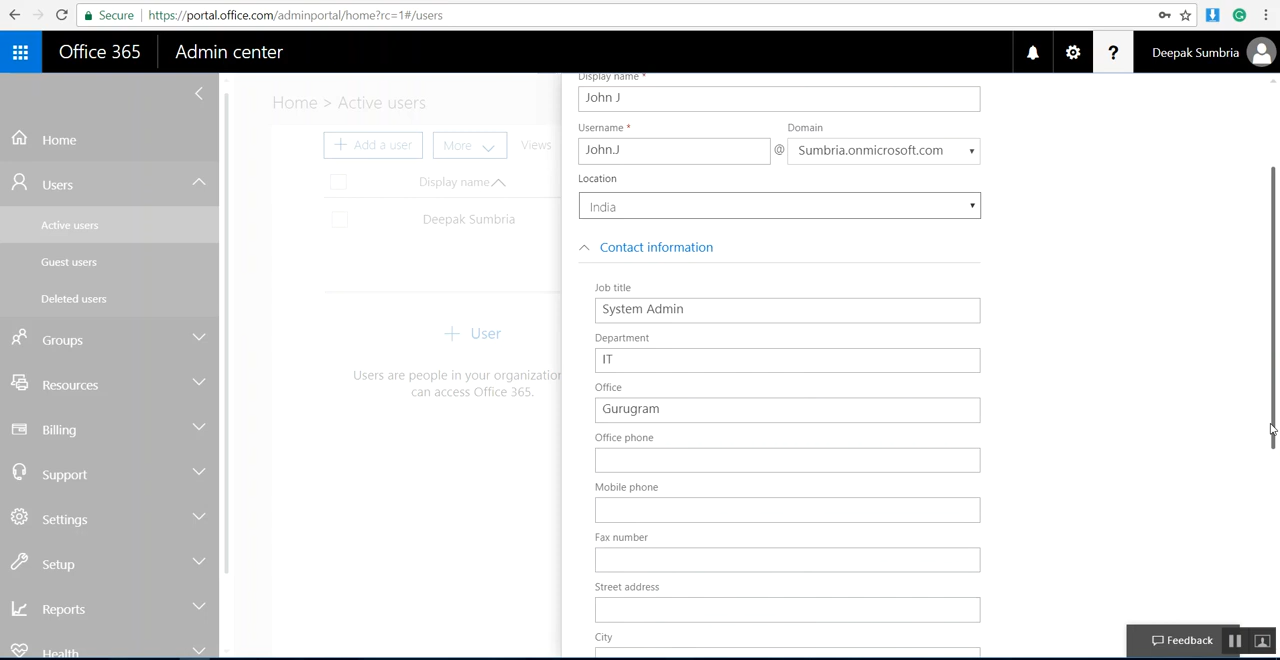 Secure https://portal.office.com/adminportal/home?rc=1#/users
Office 365 Admin center ? Deepak Sumbria
Home
Users
Active users
Guest users
Deleted users
Groups
Resources
Billing
Support
Settings
Setup
Reports
Health
Home > Active users
+ Add a user More Views
Display name
Deepak Sumbria
+ User
Users are people in your organization
can access Office 365.
Display name *
John J
Username * Domain
John.J @ Sumbria.onmicrosoft.com
Location
India
Contact information
Job title
System Admin
Department
IT
Office
Gurugram
Office phone
Mobile phone
Fax number
Street address
City
Feedback